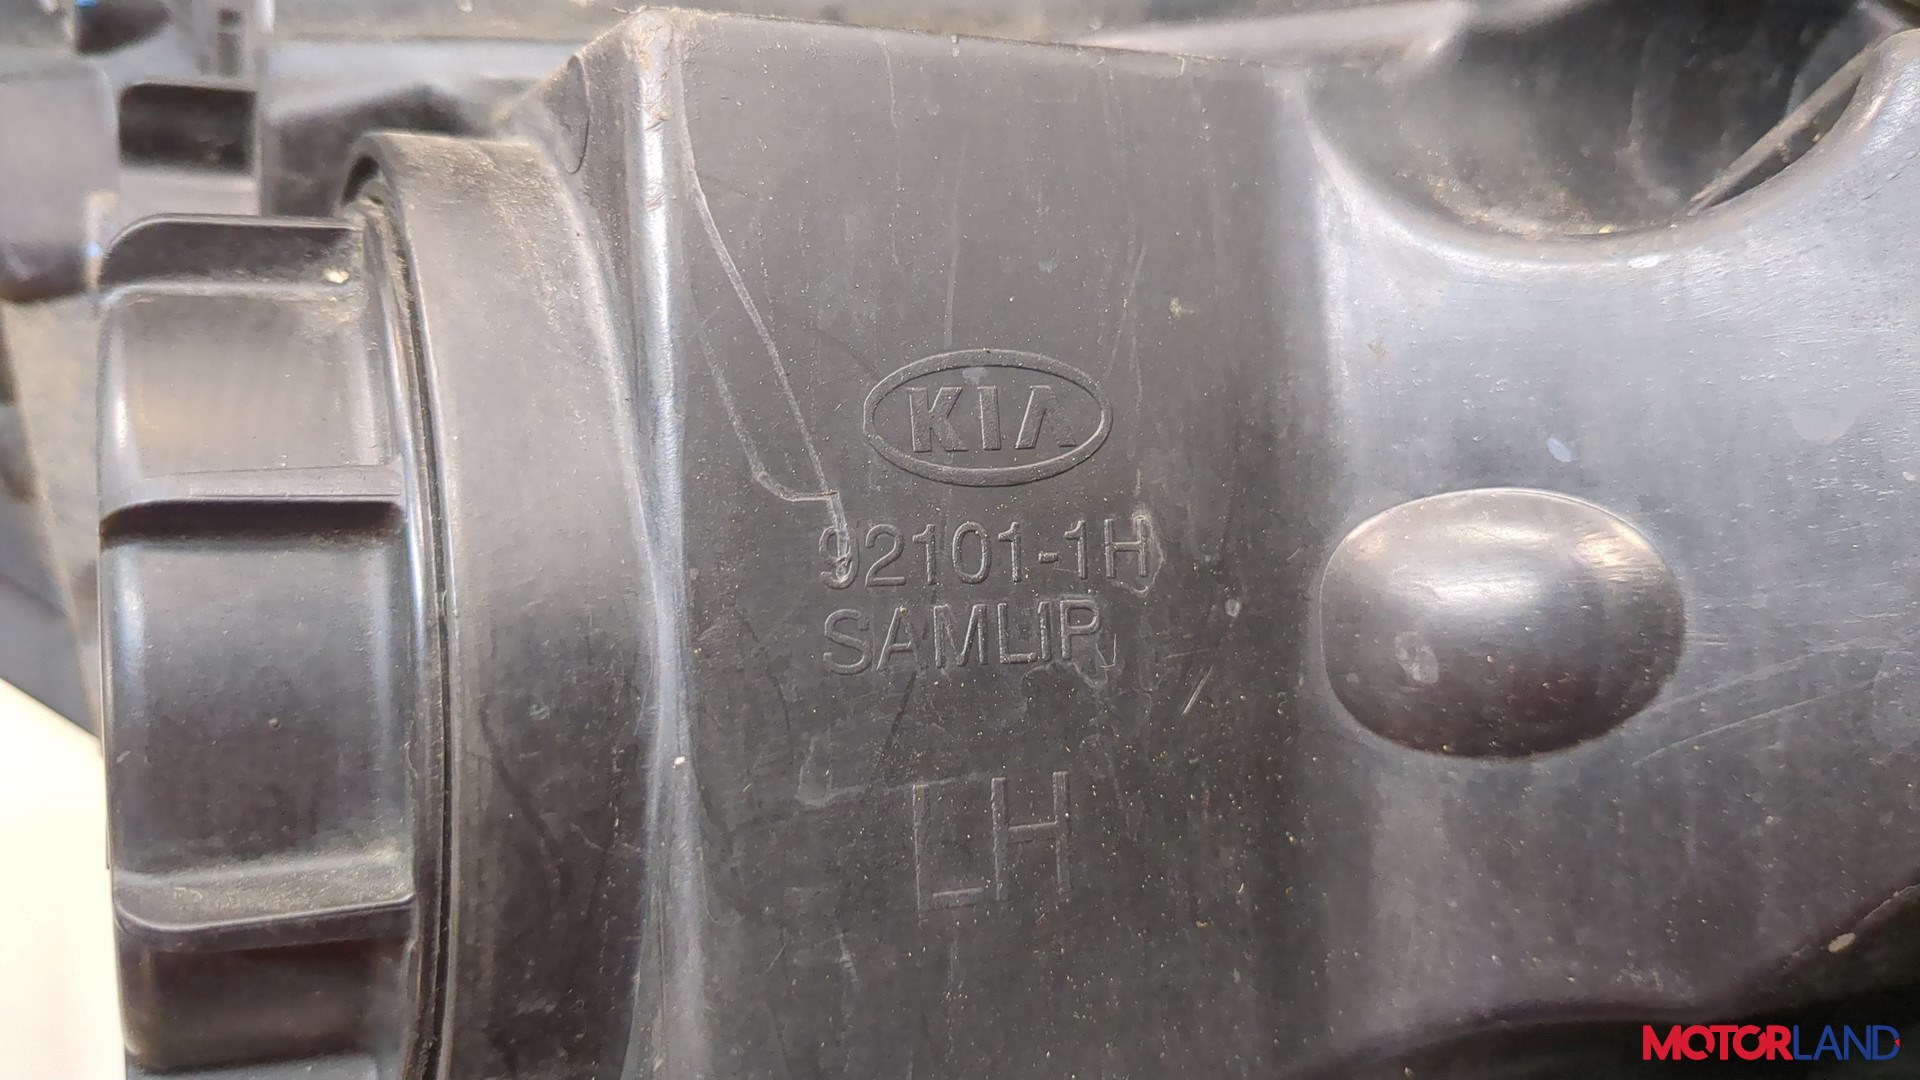 KIA
92101-1H
SAMLIP
LH
MOTORLAND